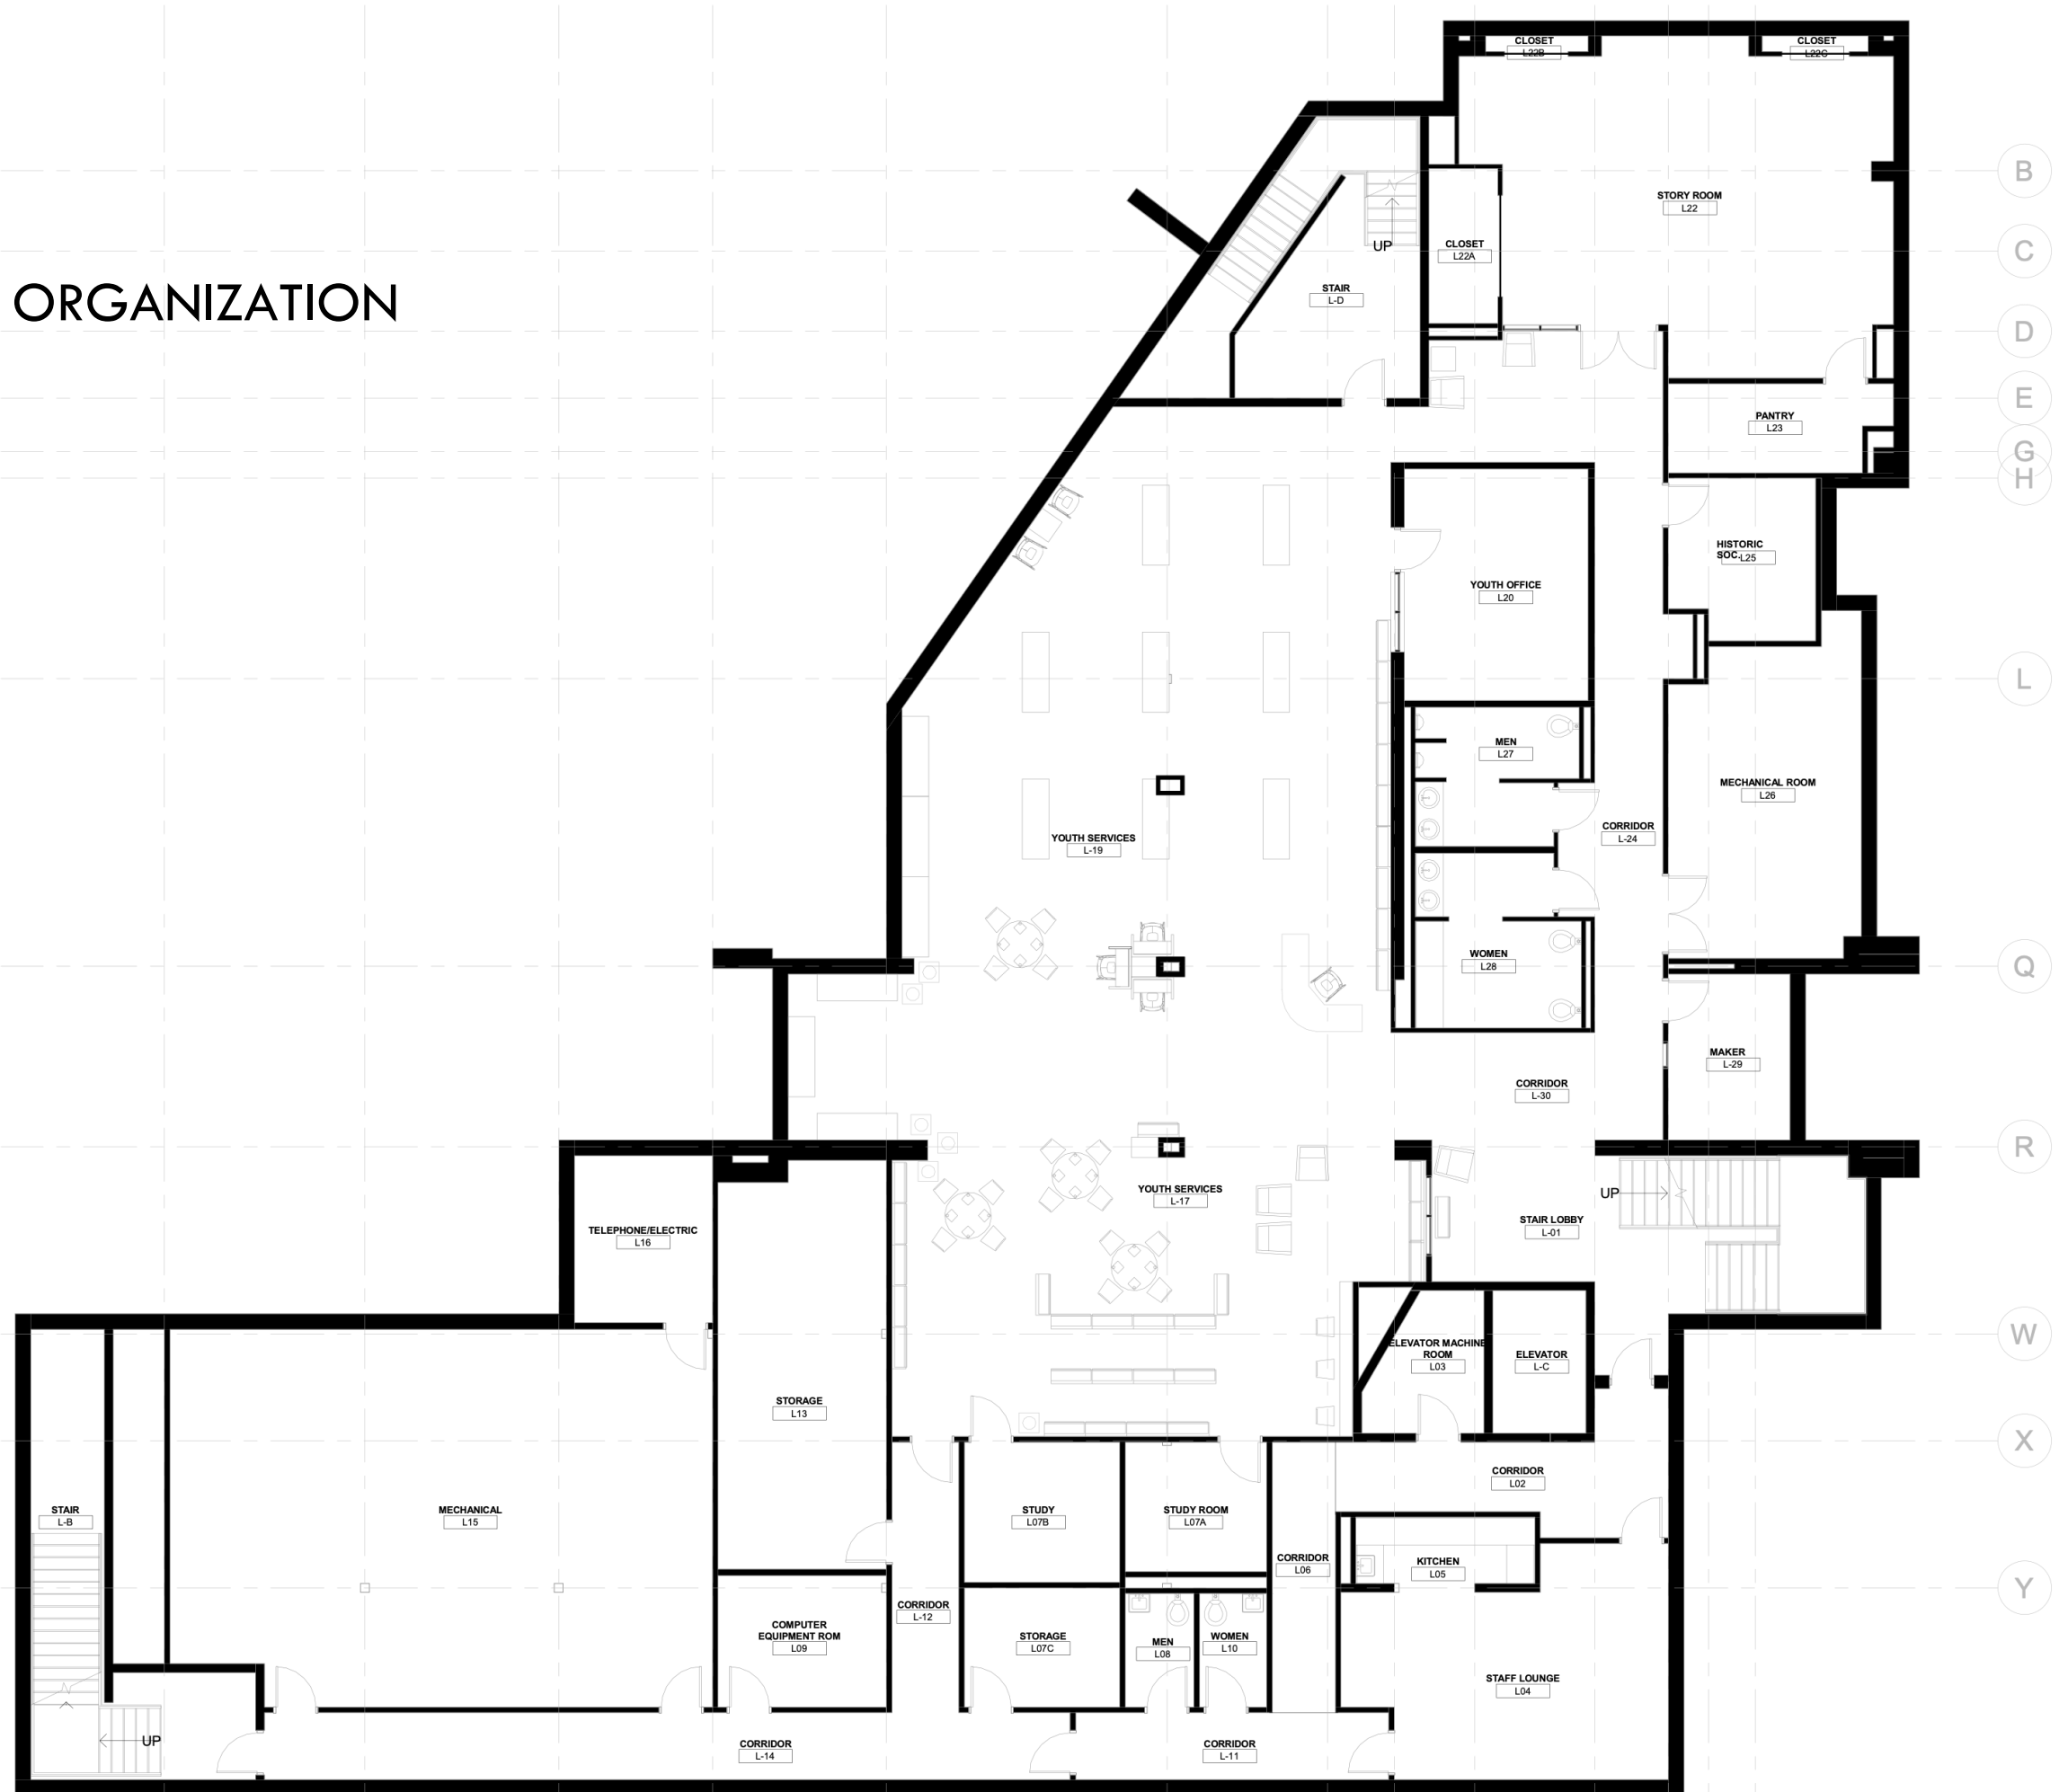 CLOSET
L22B
CLOSET
L22C
B
STORY ROOM
L22
UP
CLOSET
L22A
C
STAIR
L-D
ORGANIZATION
D
E
PANTRY
L23
G
H
HISTORIC
SOC.
L25
YOUTH OFFICE
L20
L
MEN
L27
MECHANICAL ROOM
L26
CORRIDOR
L-24
YOUTH SERVICES
L-19
WOMEN
L28
Q
MAKER
L-29
CORRIDOR
L-30
R
YOUTH SERVICES
L-17
UP
STAIR LOBBY
L-01
TELEPHONE/ELECTRIC
L16
W
ELEVATOR MACHINE
ROOM
L03
ELEVATOR
L-C
STORAGE
L13
X
CORRIDOR
L02
STAIR
L-B
MECHANICAL
L15
STUDY
L07B
STUDY ROOM
L07A
CORRIDOR
L06
KITCHEN
L05
Y
CORRIDOR
L-12
COMPUTER
EQUIPMENT ROM
L09
STORAGE
L07C
MEN
L08
WOMEN
L10
STAFF LOUNGE
L04
UP
CORRIDOR
L-14
CORRIDOR
L-11